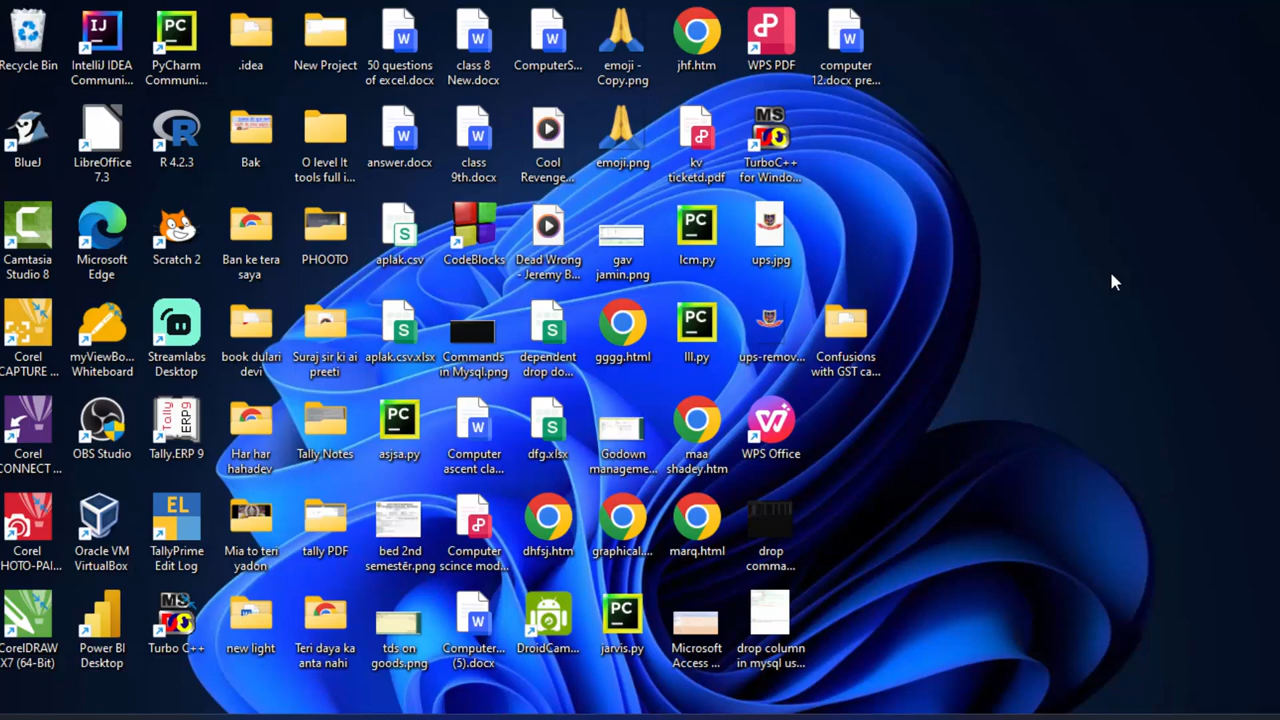 Recycle Bin
IntelliJ IDEA
Communi...
PyCharm
Communi...
.idea
New Project
50 questions
of excel.docx
class 8
New.docx
ComputerS...
emoji -
Copy.png
jhf.htm
WPS PDF
computer
12.docx pre...
BlueJ
LibreOffice
7.3
R 4.2.3
Bak
O level It
tools full i...
answer.docx
class
9th.docx
Cool
Revenge...
emoji.png
kv
ticketd.pdf
TurboC++
for Windo...
Camtasia
Studio 8
Microsoft
Edge
Scratch 2
Ban ke tera
saya
PHOOTO
aplak.csv
CodeBlocks
Dead Wrong
- Jeremy B...
gav
jamin.png
lcm.py
ups.jpg
Corel
CAPTURE ...
myViewBo...
Whiteboard
Streamlabs
Desktop
book dulari
devi
Suraj sir ki ai
preeti
aplak.csv.xlsx
Commands
in Mysql.png
dependent
drop do...
gggg.html
lll.py
ups-remov...
Confusions
with GST ca...
Corel
CONNECT ...
OBS Studio
Tally.ERP 9
Har har
hahadev
Tally Notes
asjsa.py
Computer
ascent cla...
dfg.xlsx
Godown
manageme...
maa
shadey.htm
WPS Office
Corel
PHOTO-PAI...
Oracle VM
VirtualBox
TallyPrime
Edit Log
Mia to teri
yadon
tally PDF
bed 2nd
semester.png
Computer
scince mod...
dhfsj.htm
graphical....
marq.html
drop
comma...
CorelDRAW
X7 (64-Bit)
Power BI
Desktop
Turbo C++
new light
Teri daya ka
anta nahi
tds on
goods.png
Computer...
(5).docx
DroidCam...
jarvis.py
Microsoft
Access ...
drop column
in mysql us...